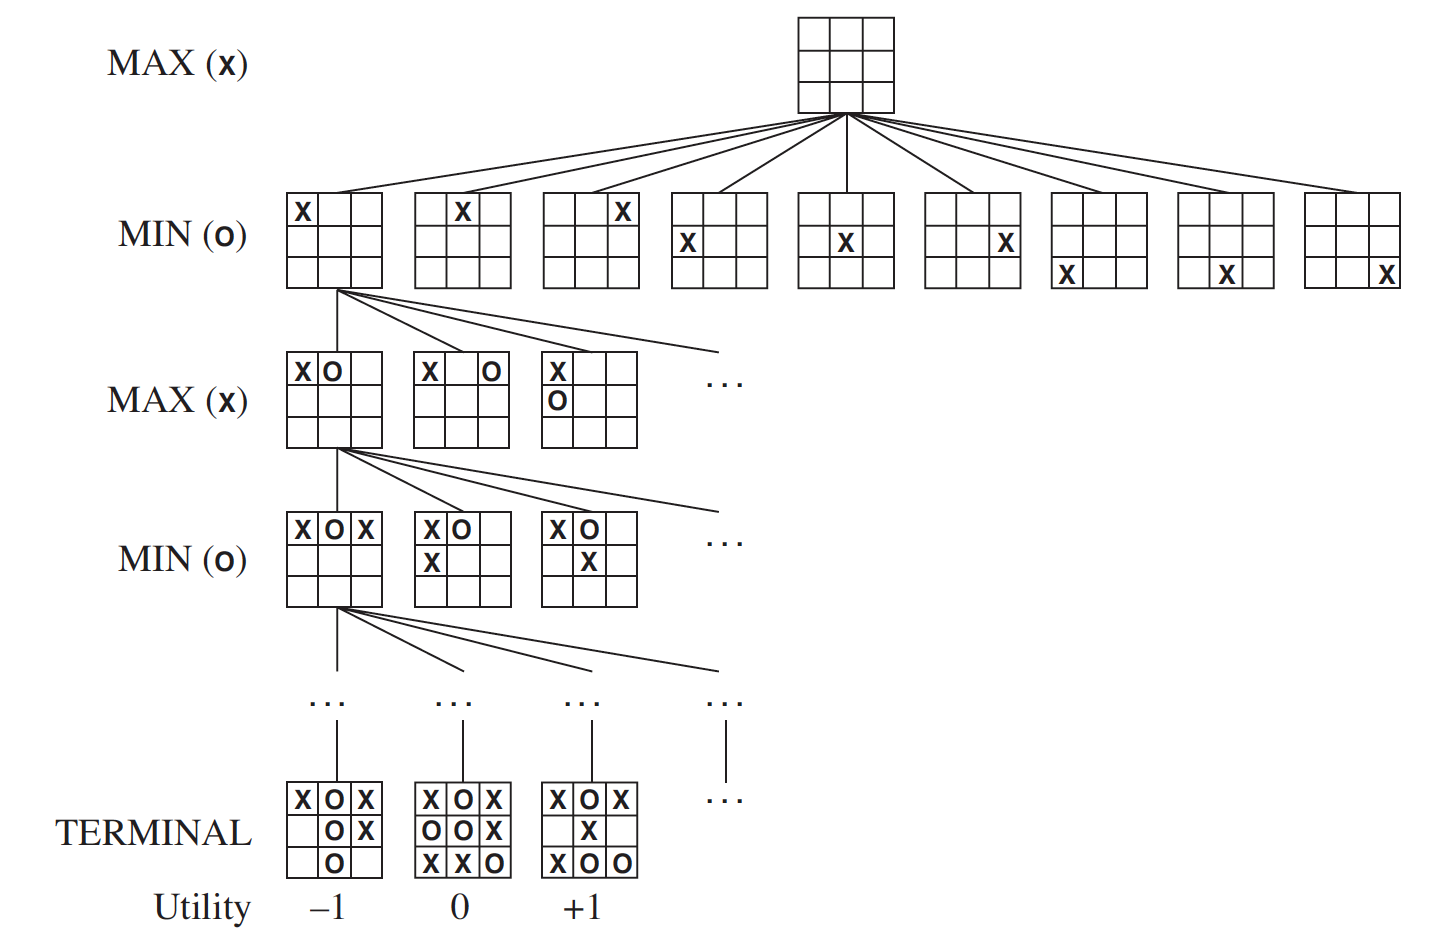 MAX (X)
MIN (O)
X X X X X X X X X
MAX (X)
X O X O X
O
...
MIN (O)
X O X X O X O
X X
...
... ... ... ...
TERMINAL
X O X X O X X O X ...
O X O O X X
O X X O X O O
Utility –1 0 +1